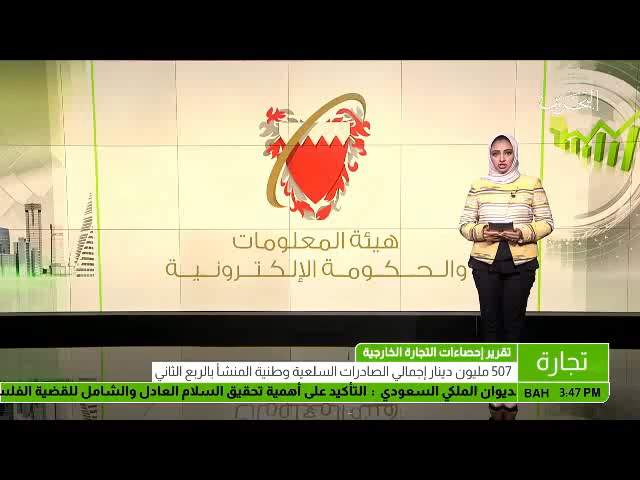 البحرين
هيئة المعلومات
والحكومة الإلكترونية
تقرير إحصاءات التجارة الخارجية
تجارة
507 مليون دينار إجمالي الصادرات السلعية وطنية المنشأ بالربع الثاني
لديوان الملكي السعودي : التأكيد على أهمية تحقيق السلام العادل والشامل للقضية الفلس
BAH 3:47 PM